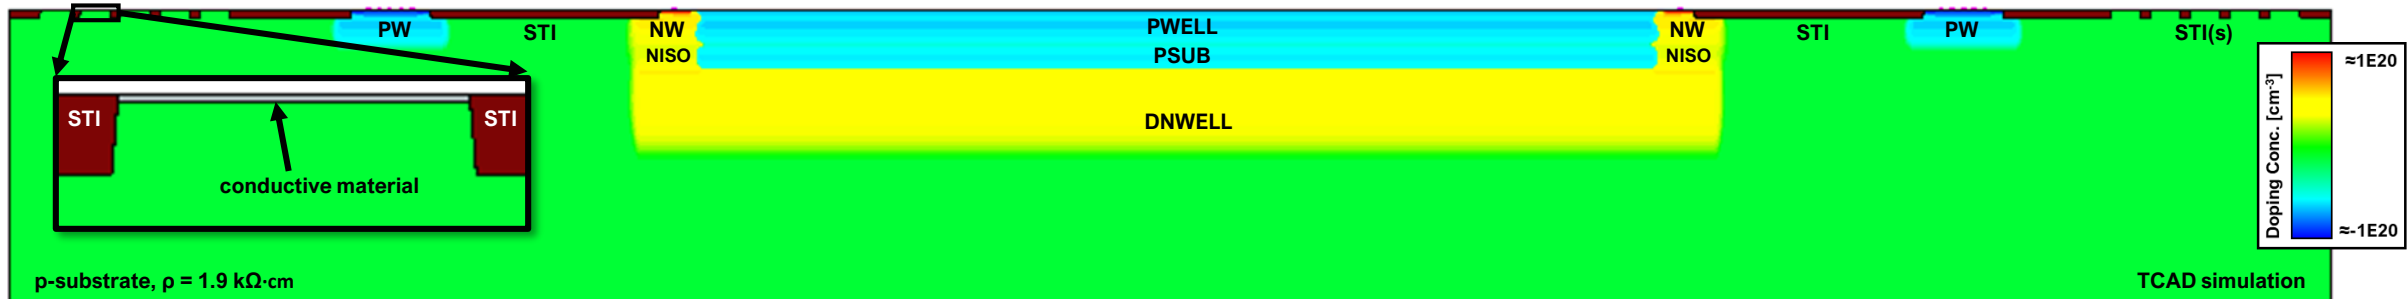 PW
STI
NW
NISO
PWELL
PSUB
DNWELL
NW
NISO
STI
PW
STI(s)
STI
STI
conductive material
Doping Conc. [cm-3]
≈1E20
≈-1E20
p-substrate, ρ = 1.9 kΩ·cm
TCAD simulation